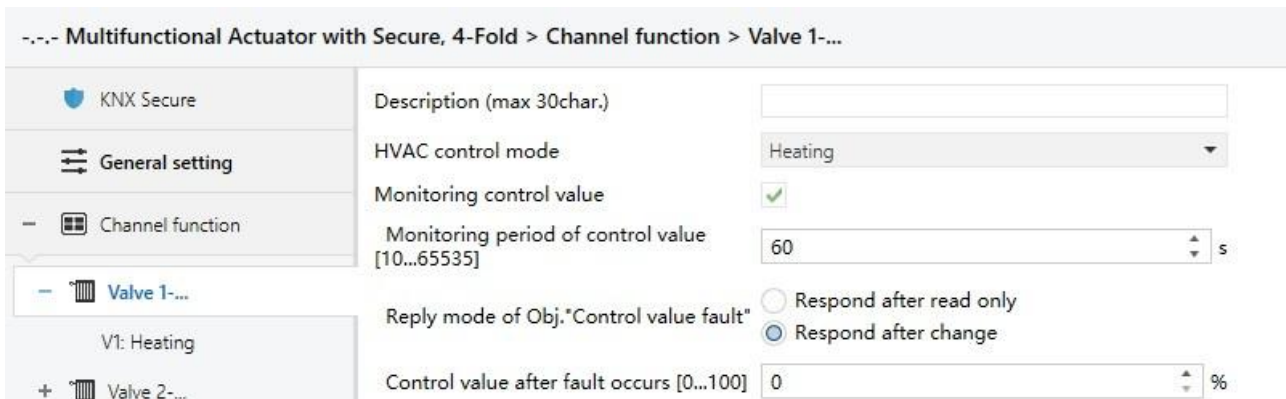 -.-.- Multifunctional Actuator with Secure, 4-Fold > Channel function > Valve 1-...
KNX Secure
General setting
Channel function
Valve 1-...
V1: Heating
Valve 2-...
Description (max 30char.)
HVAC control mode
Heating
Monitoring control value
Monitoring period of control value
[10...65535]
60
s
Reply mode of Obj."Control value fault"
Respond after read only
Respond after change
Control value after fault occurs [0...100]
0
%